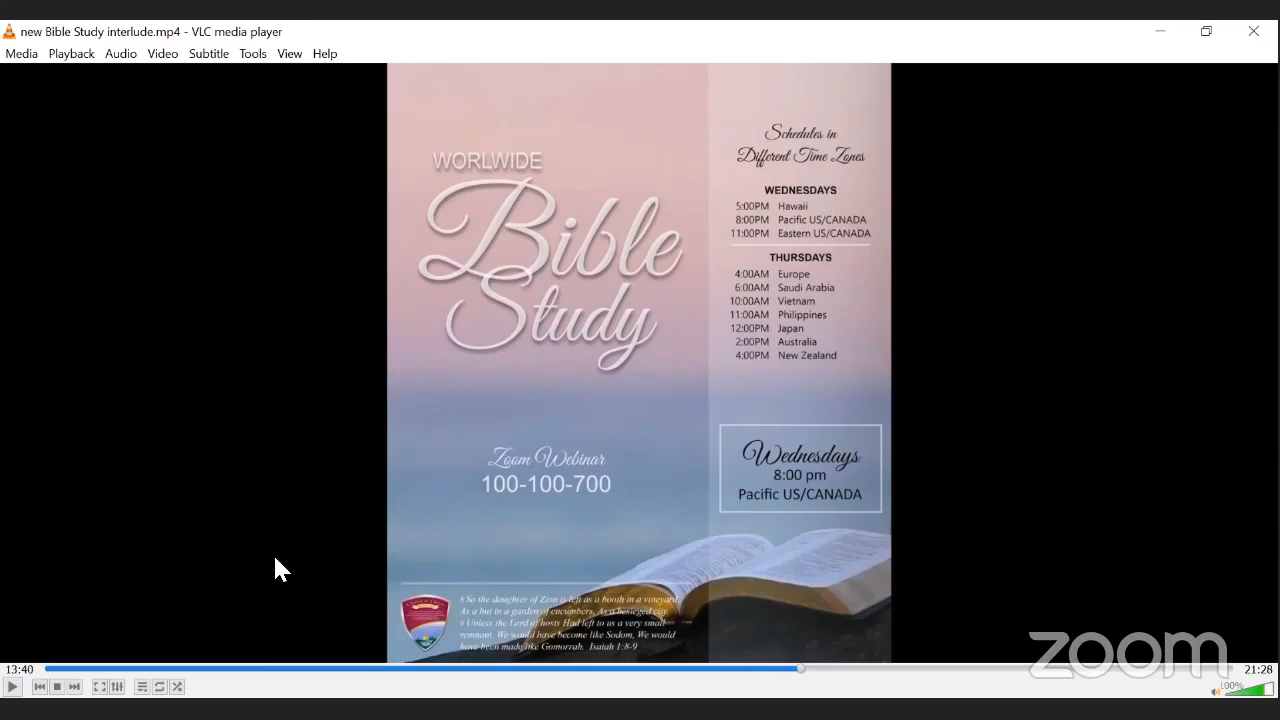 new Bible Study interlude.mp4 - VLC media player
Media Playback Audio Video Subtitle Tools View Help
WORLWIDE
Bible
Study
Zoom Webinar
100-100-700
Schedules in
Different Time Zones
WEDNESDAYS
5:00PM Hawaii
8:00PM Pacific US/CANADA
11:00PM Eastern US/CANADA
THURSDAYS
4:00AM Europe
6:00AM Saudi Arabia
10:00AM Vietnam
11:00AM Philippines
12:00PM Japan
2:00PM Australia
4:00PM New Zealand
Wednesdays
8:00 pm
Pacific US/CANADA
8 So the daughter of Zion is left as a booth in a vineyard,
As a hut in a garden of cucumbers, As a besieged city.
9 Unless the Lord of hosts Had left to us a very small
remnant, We would have become like Sodom, We would
have been made like Gomorrah. Isaiah 1:8-9
zoom
13:40
21:28
100%